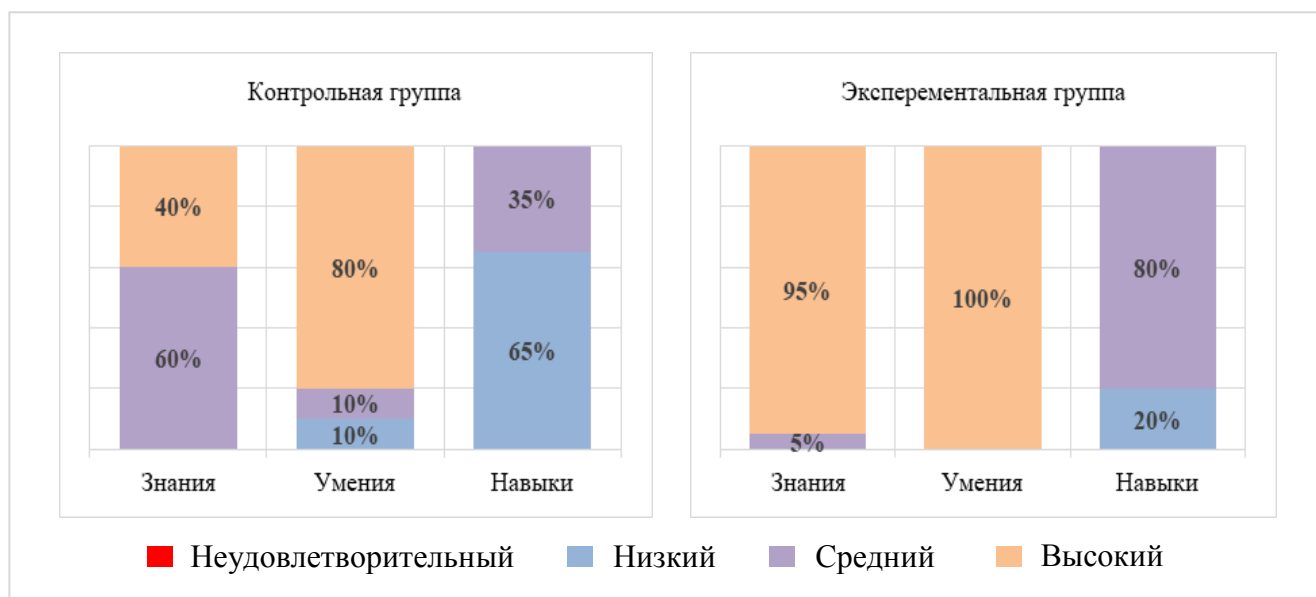 Контрольная группа
40%
60%
80%
10%
10%
35%
65%
Знания Умения Навыки
Эксперементальная группа
95%
5%
100%
80%
20%
Знания Умения Навыки
Неудовлетворительный Низкий Средний Высокий